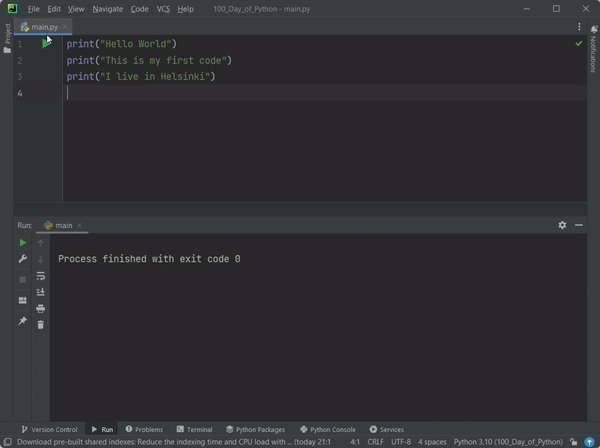 PC File Edit View Navigate Code VCS Help 100_Day_of_Python - main.py
Project main.py
1 print("Hello World")
2 print("This is my first code")
3 print("I live in Helsinki")
4
Notifications
Run: main
Process finished with exit code 0
Version Control Run Problems Terminal Python Packages Python Console Services
Download pre-built shared indexes: Reduce the indexing time and CPU load with .. (today 21:1 4:1 CRLF UTF-8 4 spaces Python 3.10 (100_Day_of_Python)